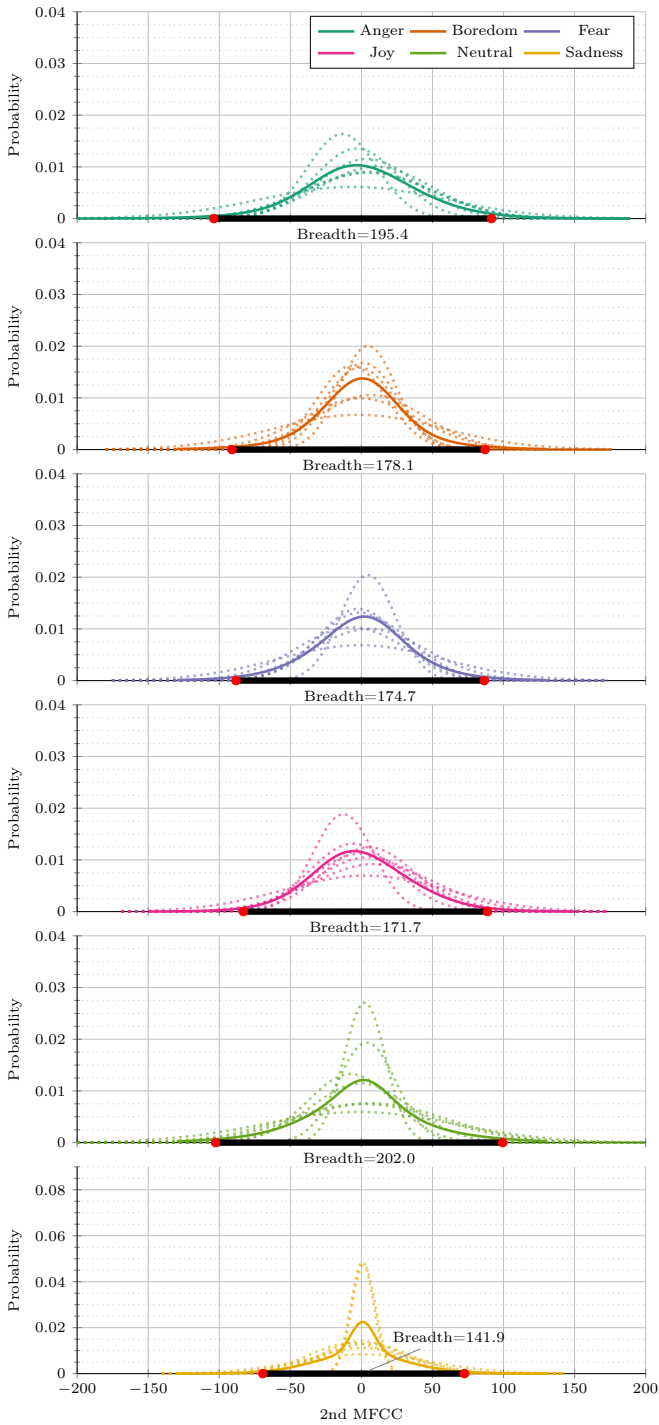 0.04
Anger Boredom Fear
Joy Neutral Sadness
0.03
Probability
0.02
0.01
0
Breadth=195.4
0.04
0.03
Probability
0.02
0.01
0
Breadth=178.1
0.04
0.03
Probability
0.02
0.01
0
Breadth=174.7
0.04
0.03
Probability
0.02
0.01
0
Breadth=171.7
0.04
0.03
Probability
0.02
0.01
0
Breadth=202.0
0.08
0.06
Probability
0.04
0.02
Breadth=141.9
0
−200 −150 −100 −50 0 50 100 150 200
2nd MFCC